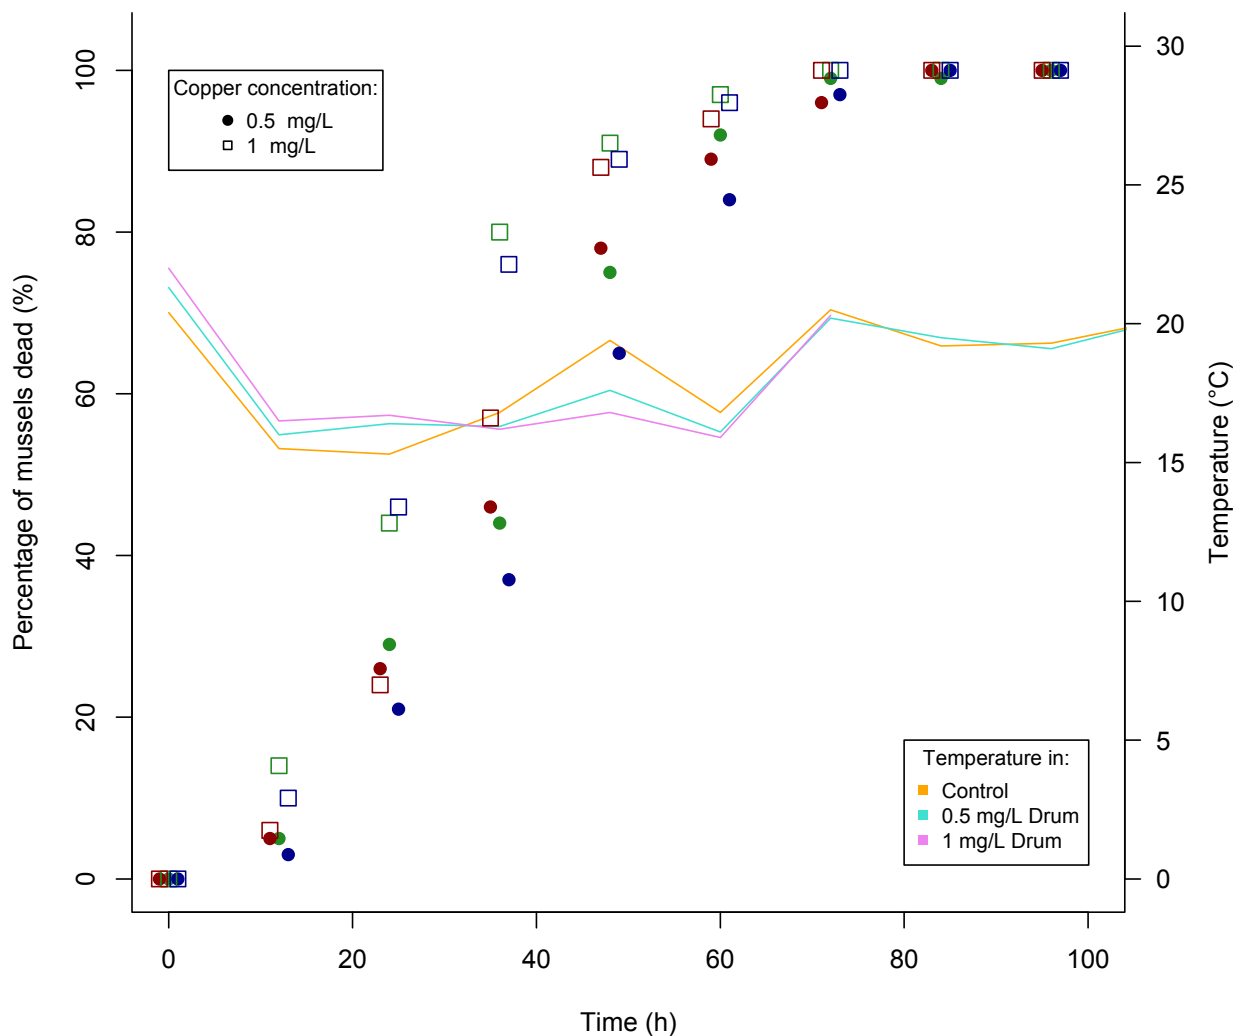 Copper concentration:
0.5 mg/L
1 mg/L
100
80
60
40
20
0
Percentage of mussels dead (%)
30
25
20
15
10
5
0
Temperature (°C)
Temperature in:
Control
0.5 mg/L Drum
1 mg/L Drum
0 20 40 60 80 100
Time (h)